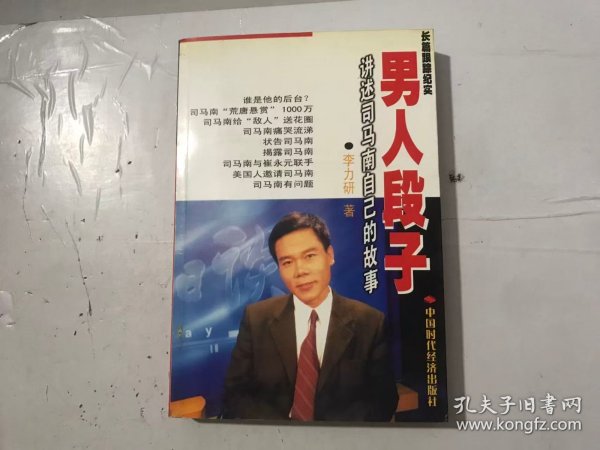 长篇跟踪纪实
男人段子
讲述司马南自己的故事
●李力研 著
谁是他的后台？
司马南“荒唐悬赏”1000万
司马南给“敌人”送花圈
司马南痛哭流涕
状告司马南
揭露司马南
司马南与崔永元联手
美国人邀请司马南
司马南有问题
日谈
ay
中国时代经济出版社
孔夫子旧书网
www.kongfz.com